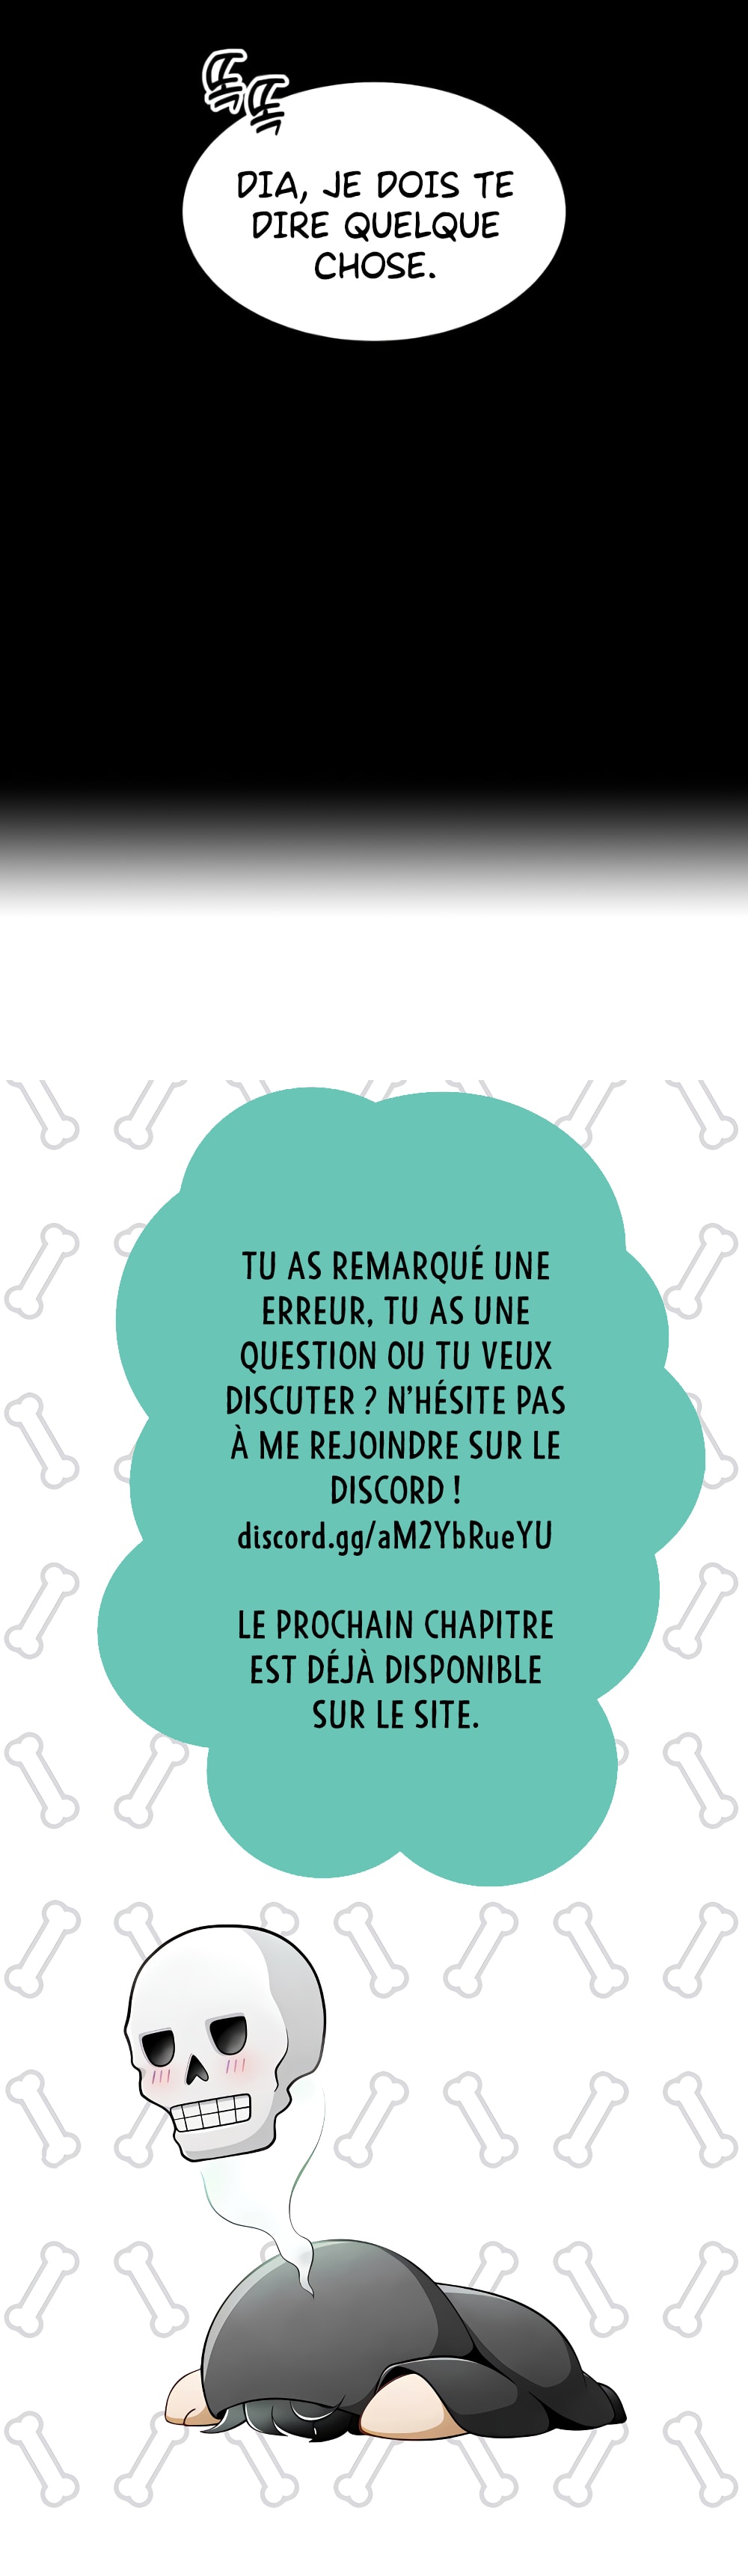 똑
똑
DIA, JE DOIS TE
DIRE QUELQUE
CHOSE.
TU AS REMARQUÉ UNE
ERREUR, TU AS UNE
QUESTION OU TU VEUX
DISCUTER ? N'HÉSITE PAS
À ME REJOINDRE SUR LE
DISCORD !
discord.gg/aM2YbRueYU
LE PROCHAIN CHAPITRE
EST DÉJÀ DISPONIBLE
SUR LE SITE.